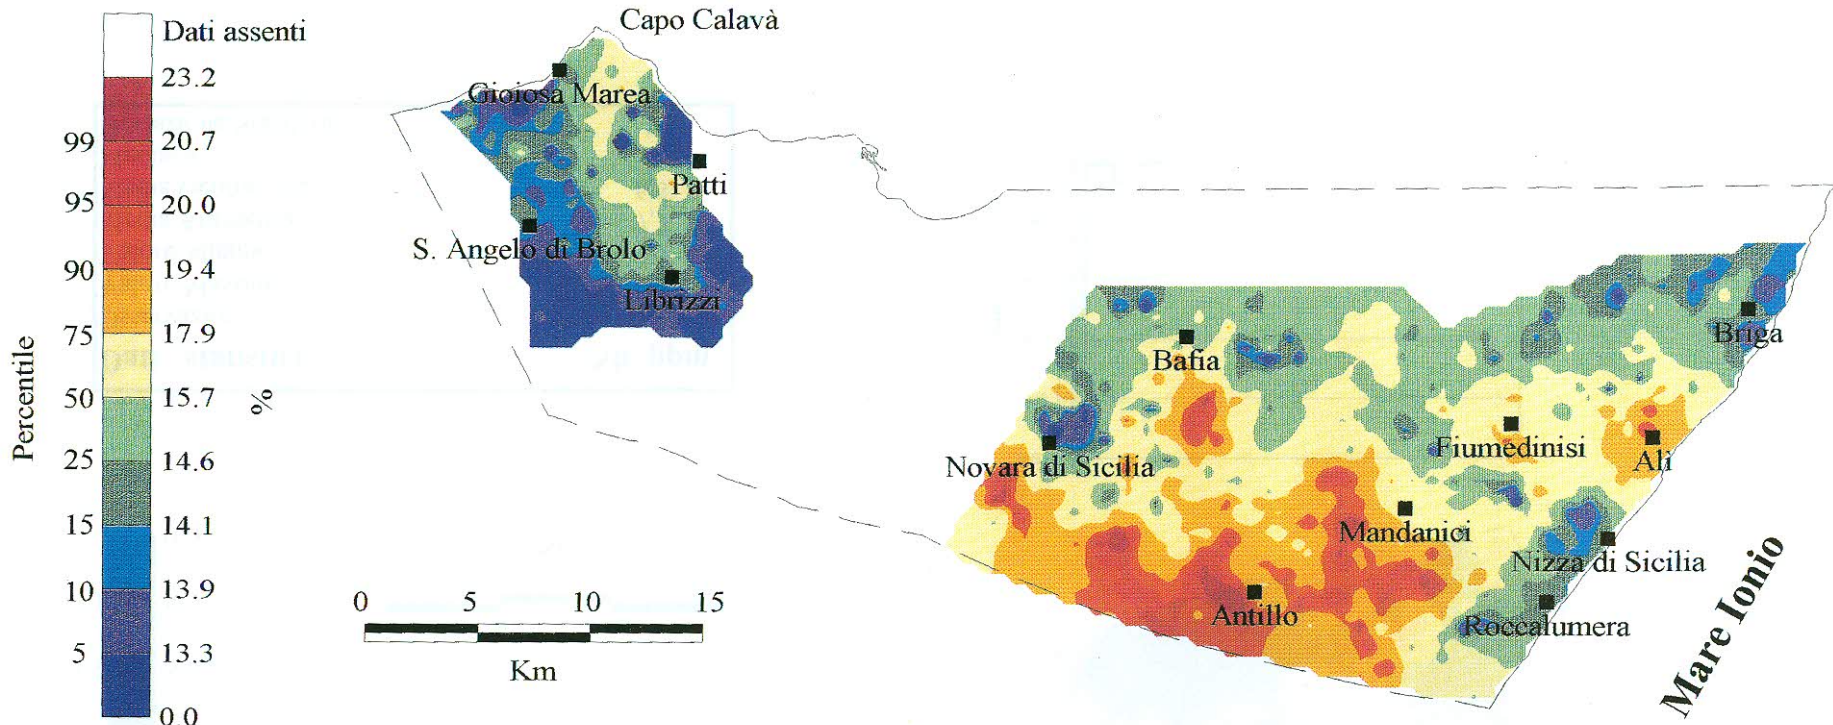 Capo Calavà
Dati assenti
23.2
Gioiosa Marea
99
20.7
Patti
95
20.0
S. Angelo di Brolo
90
19.4
Librizzi
Briga
75
17.9
Bafia
Percentile
50
15.7
%
Fiumedinisi
Alì
25
14.6
Novara di Sicilia
15
14.1
Mandanici
Nizza di Sicilia
10
13.9
0 5 10 15
Antillo
Roccalumera
5
13.3
Km
Mare Ionio
0.0